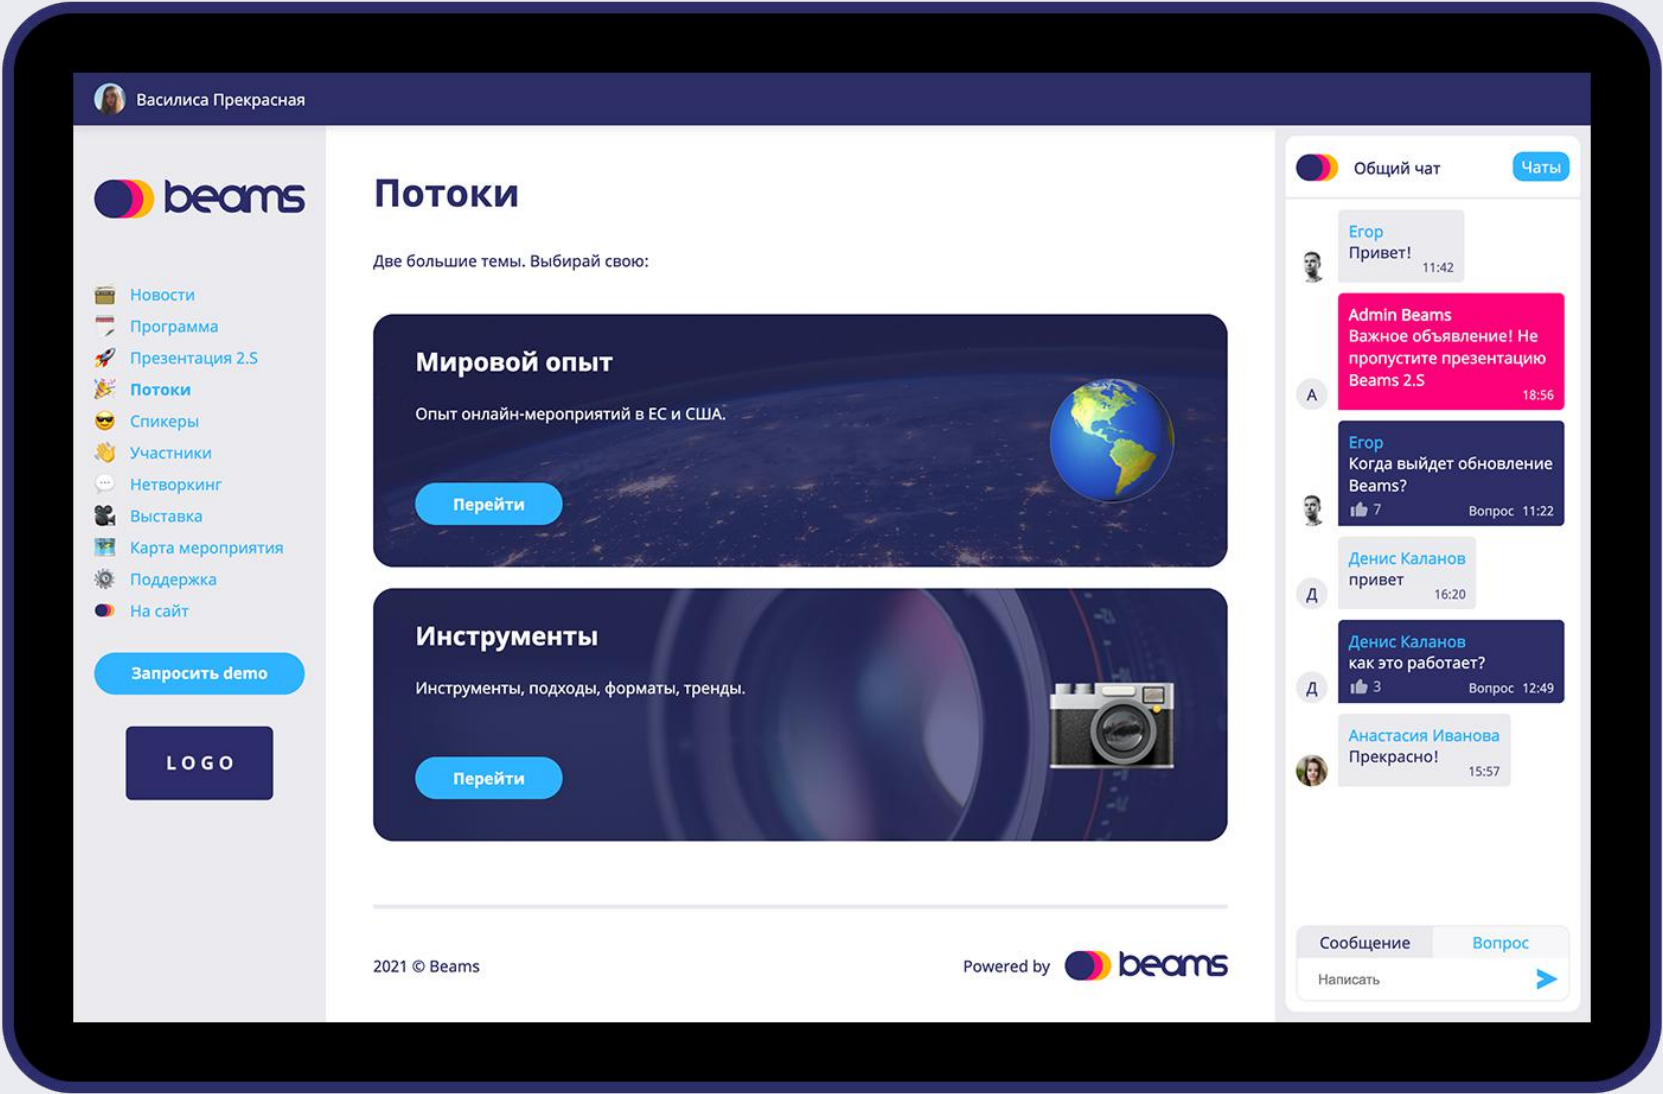 Василиса Прекрасная
beams
Новости
Программа
Презентация 2.S
Потоки
Спикеры
Участники
Нетворкинг
Выставка
Карта мероприятия
Поддержка
На сайт
Запросить demo
LOGO
Потоки
Две большие темы. Выбирай свою:
Мировой опыт
Опыт онлайн-мероприятий в ЕС и США.
Перейти
Инструменты
Инструменты, подходы, форматы, тренды.
Перейти
2021 © Beams
Powered by beams
Общий чат
Чаты
Егор
Привет!
11:42
Admin Beams
Важное объявление! Не
пропустите презентацию
Beams 2.S
18:56
А
Егор
Когда выйдет обновление
Beams?
7 Вопрос 11:22
Денис Каланов
привет
16:20
Д
Денис Каланов
как это работает?
3 Вопрос 12:49
Д
Анастасия Иванова
Прекрасно!
15:57
Сообщение
Вопрос
Написать